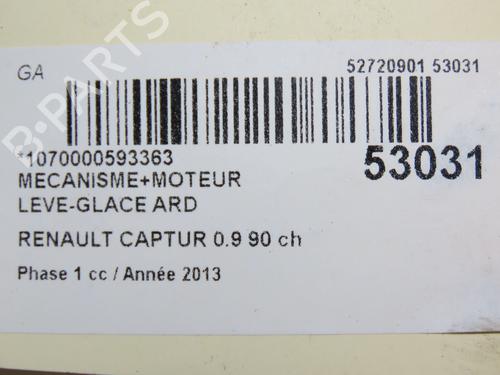 GA
52720901 53031
*1070000593363
53031
MECANISME+MOTEUR
LEVE-GLACE ARD
RENAULT CAPTUR 0.9 90 ch
Phase 1 cc / Année 2013
B-PARTS